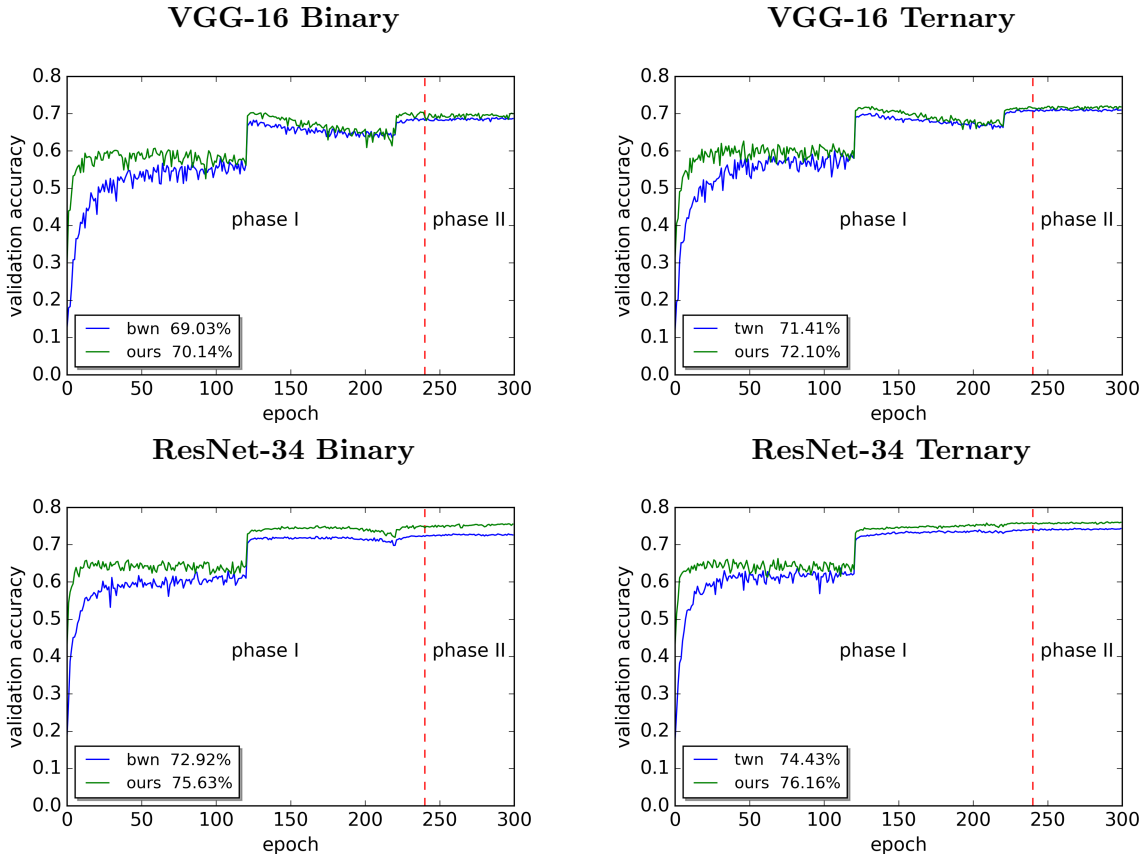 VGG-16 Binary
0.8
0.7
0.6
0.5
0.4
0.3
0.2
0.1
0.0
validation accuracy
phase I
phase II
bwn 69.03%
ours 70.14%
0 50 100 150 200 250 300
epoch
VGG-16 Ternary
0.8
0.7
0.6
0.5
0.4
0.3
0.2
0.1
0.0
validation accuracy
phase I
phase II
twn 71.41%
ours 72.10%
0 50 100 150 200 250 300
epoch
ResNet-34 Binary
0.8
0.7
0.6
0.5
0.4
0.3
0.2
0.1
0.0
validation accuracy
phase I
phase II
bwn 72.92%
ours 75.63%
0 50 100 150 200 250 300
epoch
ResNet-34 Ternary
0.8
0.7
0.6
0.5
0.4
0.3
0.2
0.1
0.0
validation accuracy
phase I
phase II
twn 74.43%
ours 76.16%
0 50 100 150 200 250 300
epoch